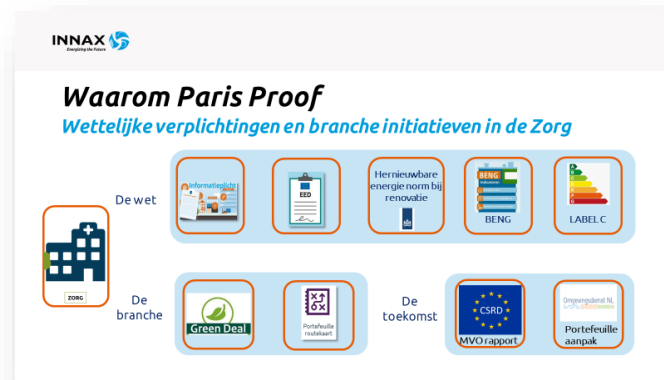 INNAX
Energizing the Future
Waarom Paris Proof
Wettelijke verplichtingen en branche initiatieven in de Zorg
De wet
Informatieplicht
EED
Hernieuwbare
energie norm bij
renovatie
BENG
BENG
LABEL C
ZORG
De
branche
Green Deal
Portefeuille
routekaart
De
toekomst
CSRD
MVO rapport
Omgevingsdienst NL
Portefeuille
aanpak